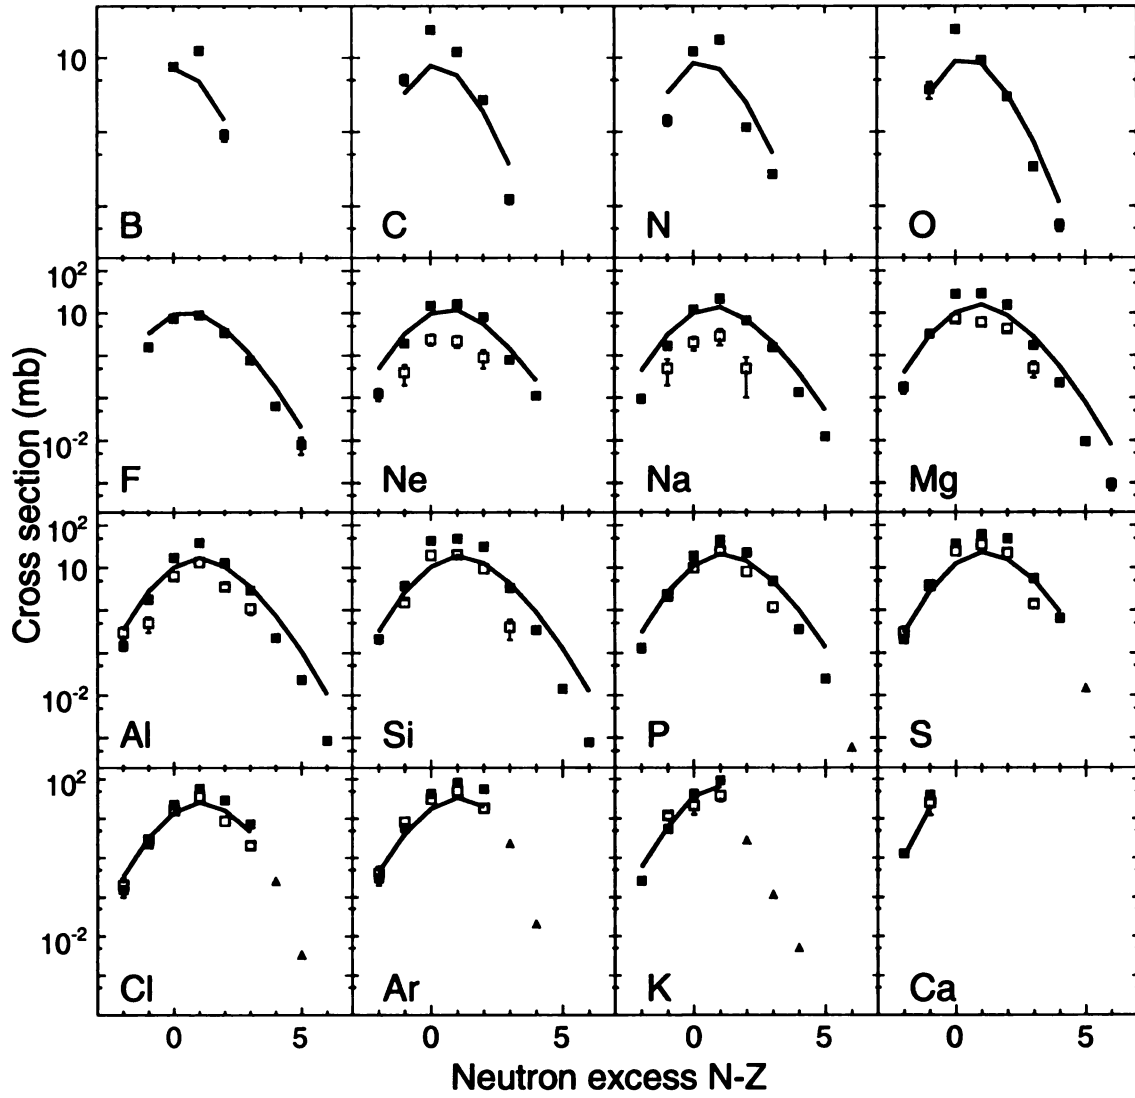 10
B
C
N
O
10²
10
10⁻²
F
Ne
Na
Mg
Cross section (mb)
10²
10
10⁻²
Al
Si
P
S
10²
10⁻²
Cl
Ar
K
Ca
0 5 0 5 0 5 0 5
Neutron excess N-Z